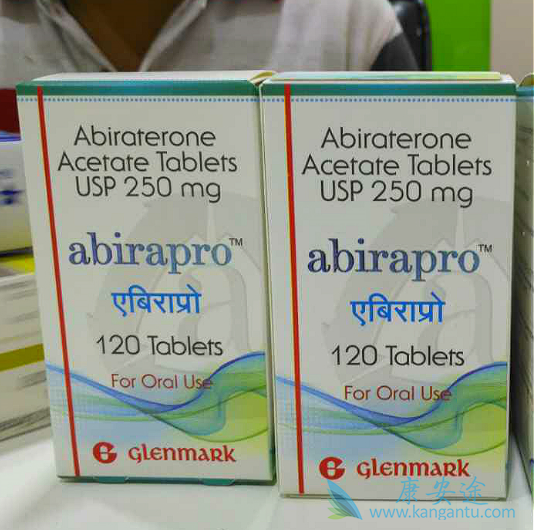 Abiraterone
Acetate Tablets
USP 250 mg
abirapro™
एबिराप्रो
120 Tablets
For Oral Use
GLENMARK
Abiraterone
Acetate Tablets
USP 250 mg
abirapro™
एबिराप्रो
120 Tablets
For Oral Use
GLENMARK
康安途
www.kangantu.com